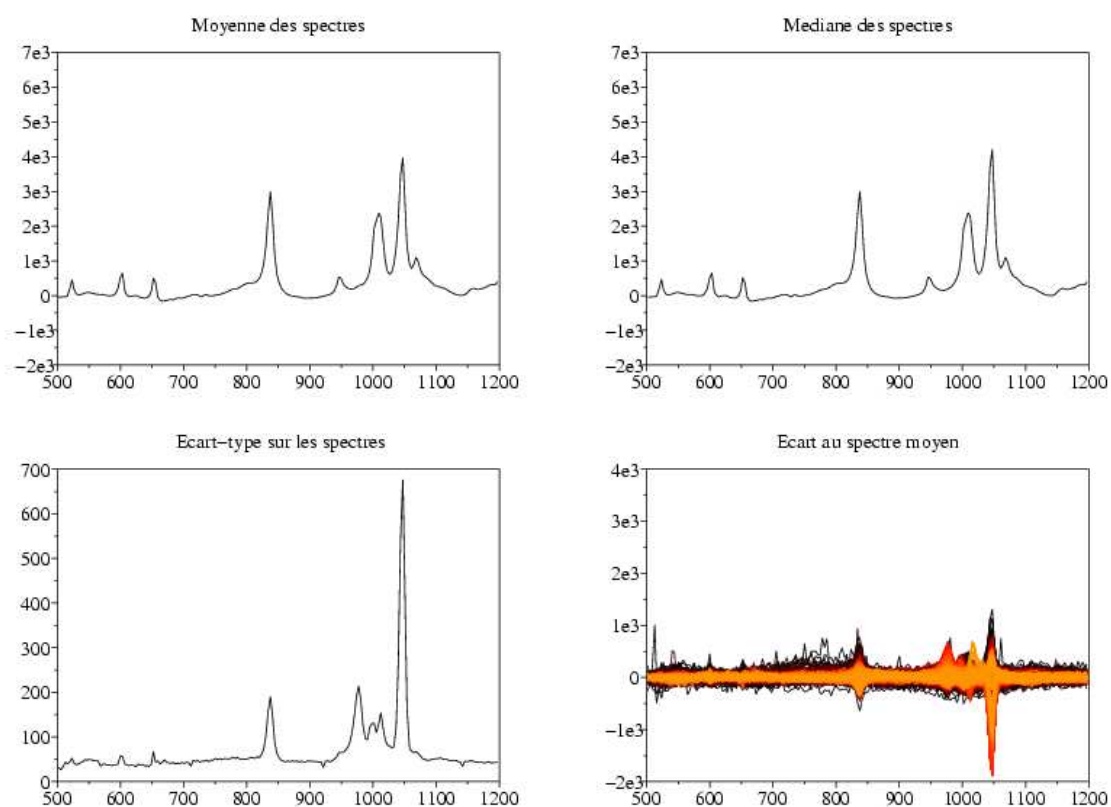 Moyenne des spectres
7e3
6e3
5e3
4e3
3e3
2e3
1e3
0
−1e3
−2e3
500 600 700 800 900 1000 1100 1200
Mediane des spectres
7e3
6e3
5e3
4e3
3e3
2e3
1e3
0
−1e3
−2e3
500 600 700 800 900 1000 1100 1200
Ecart−type sur les spectres
700
600
500
400
300
200
100
0
500 600 700 800 900 1000 1100 1200
Ecart au spectre moyen
4e3
3e3
2e3
1e3
0
−1e3
−2e3
500 600 700 800 900 1000 1100 1200